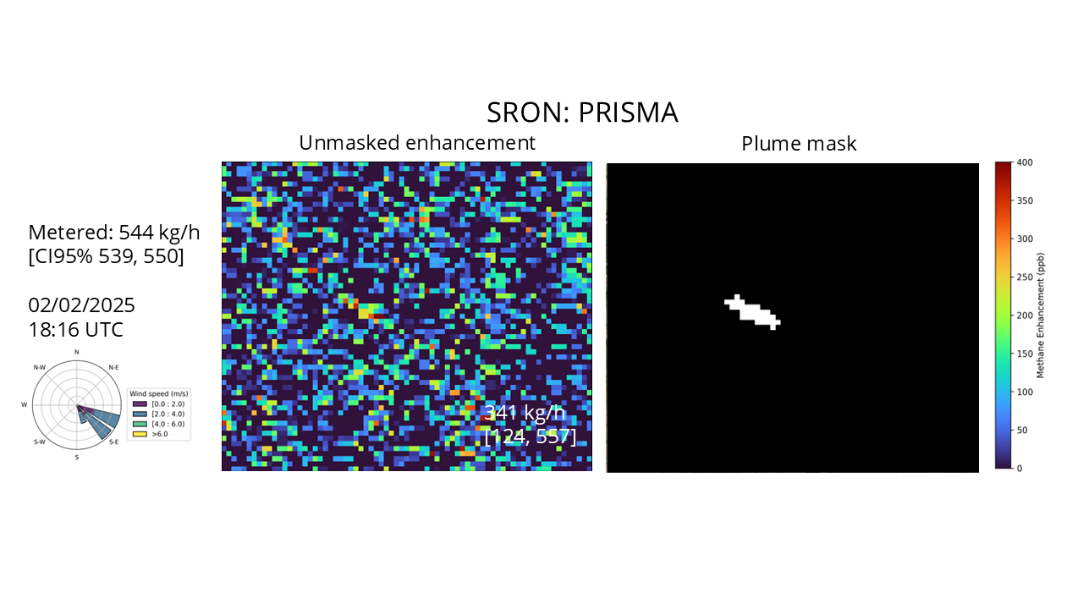 SRON: PRISMA
Unmasked enhancement
Plume mask
Metered: 544 kg/h
[CI95% 539, 550]
02/02/2025
18:16 UTC
N
N-W
N-E
W
S-W
S-E
S
Wind speed (m/s)
[0.0 : 2.0)
[2.0 : 4.0)
[4.0 : 6.0)
>6.0
341 kg/h
[124, 557]
400
350
300
250
200
150
100
50
0
Methane Enhancement (ppb)